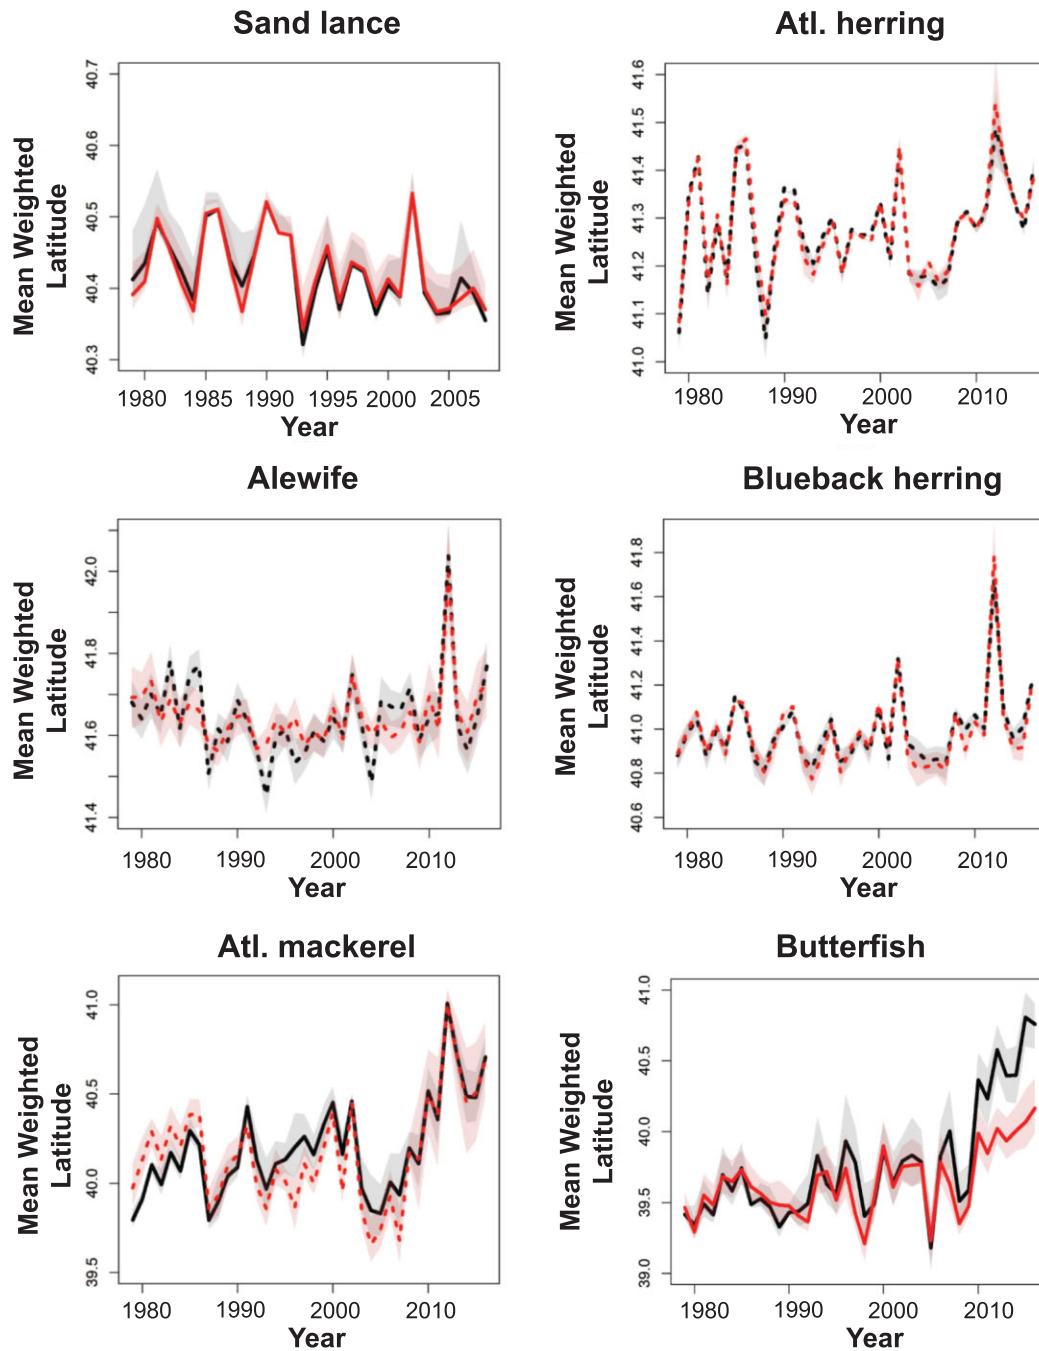 Sand lance
Mean Weighted
Latitude
40.7
40.6
40.5
40.4
40.3
1980 1985 1990 1995 2000 2005
Year
Atl. herring
Mean Weighted
Latitude
41.6
41.5
41.4
41.3
41.2
41.1
41.0
1980 1990 2000 2010
Year
Alewife
Mean Weighted
Latitude
42.0
41.8
41.6
41.4
1980 1990 2000 2010
Year
Blueback herring
Mean Weighted
Latitude
41.8
41.6
41.4
41.2
41.0
40.8
40.6
1980 1990 2000 2010
Year
Atl. mackerel
Mean Weighted
Latitude
41.0
40.5
40.0
39.5
1980 1990 2000 2010
Year
Butterfish
Mean Weighted
Latitude
41.0
40.5
40.0
39.5
39.0
1980 1990 2000 2010
Year